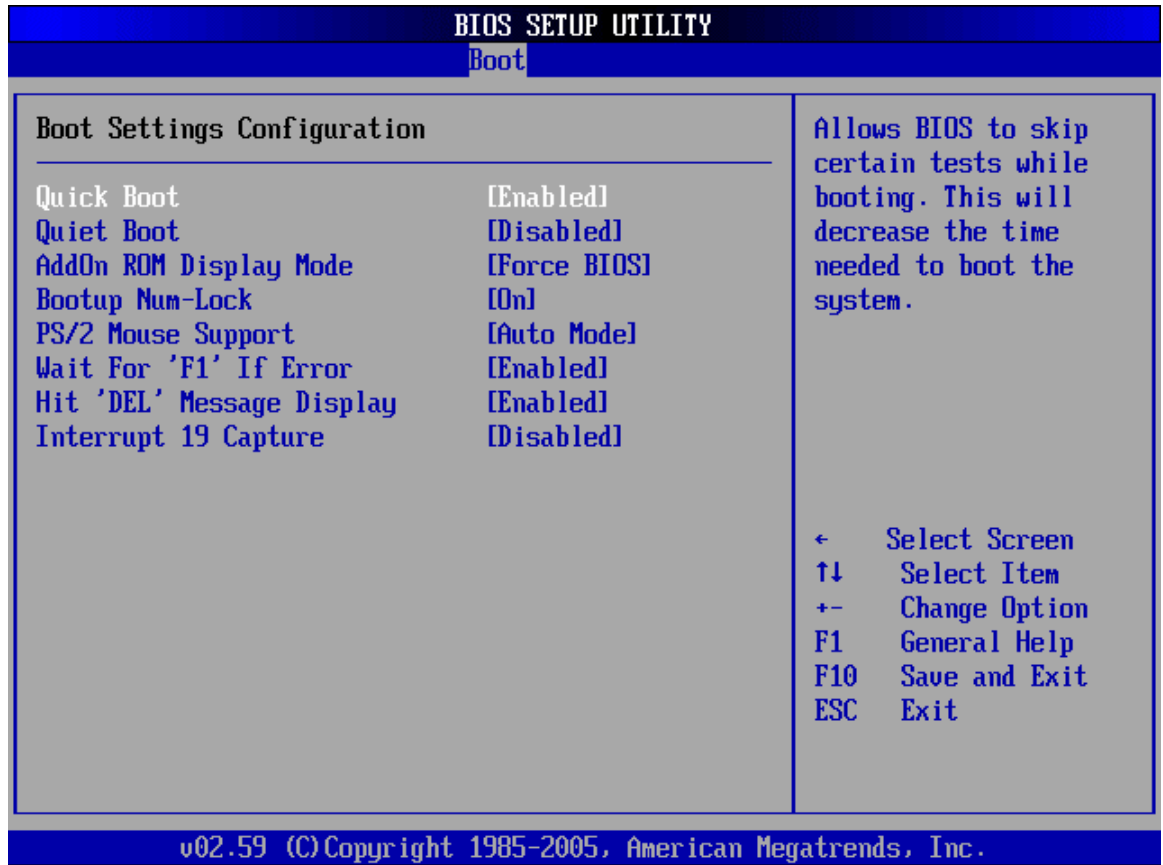 BIOS SETUP UTILITY
Boot
Boot Settings Configuration
Quick Boot [Enabled]
Quiet Boot [Disabled]
AddOn ROM Display Mode [Force BIOS]
Bootup Num-Lock [On]
PS/2 Mouse Support [Auto Mode]
Wait For 'F1' If Error [Enabled]
Hit 'DEL' Message Display [Enabled]
Interrupt 19 Capture [Disabled]
Allows BIOS to skip
certain tests while
booting. This will
decrease the time
needed to boot the
system.
← Select Screen
↑↓ Select Item
+- Change Option
F1 General Help
F10 Save and Exit
ESC Exit
v02.59 (C)Copyright 1985-2005, American Megatrends, Inc.